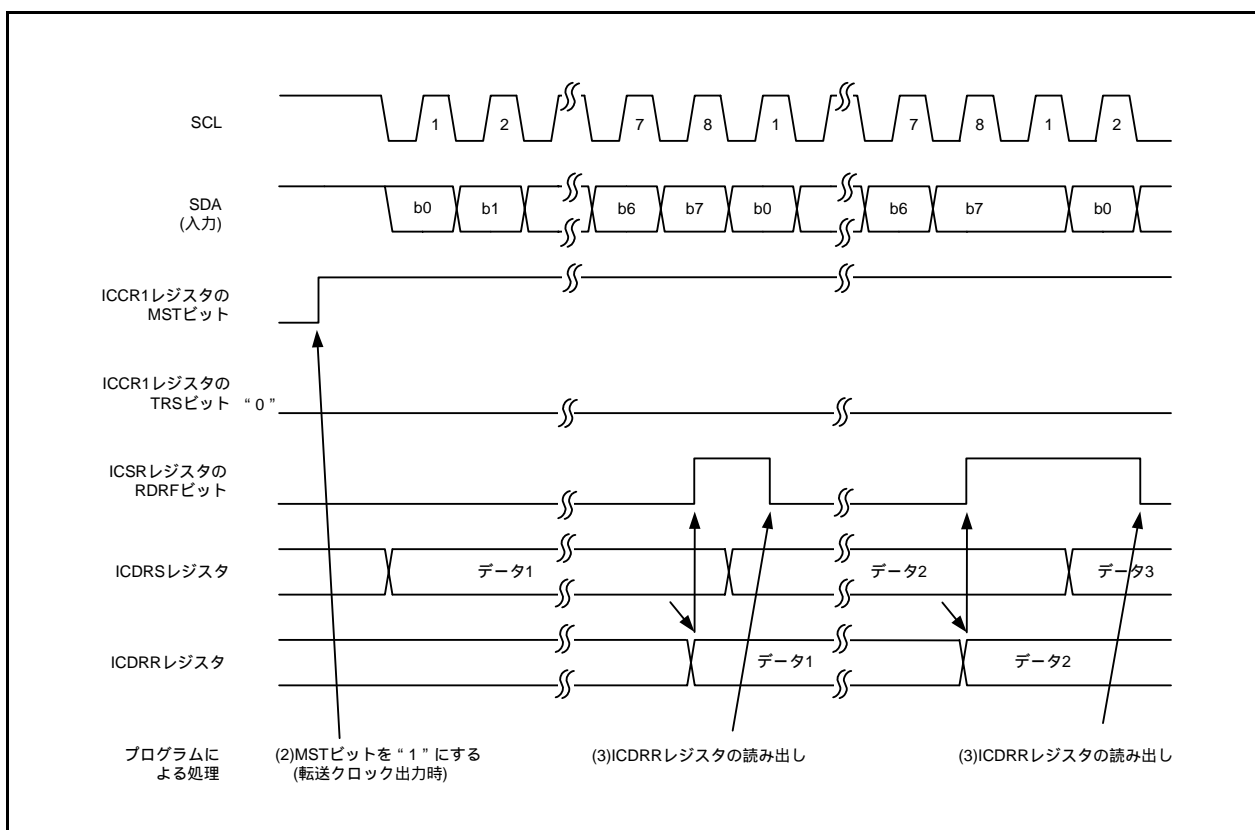 SCL
1 2 7 8 1 7 8 1 2
SDA
(入力)
b0 b1 b6 b7 b0 b6 b7 b0
ICCR1レジスタの
MSTビット
ICCR1レジスタの
TRSビット “ 0 ”
ICSRレジスタの
RDRFビット
ICDRSレジスタ データ1 データ2 データ3
ICDRRレジスタ データ1 データ2
プログラムに
よる処理
(2)MSTビットを “ 1 ” にする
(転送クロック出力時)
(3)ICDRRレジスタの読み出し
(3)ICDRRレジスタの読み出し